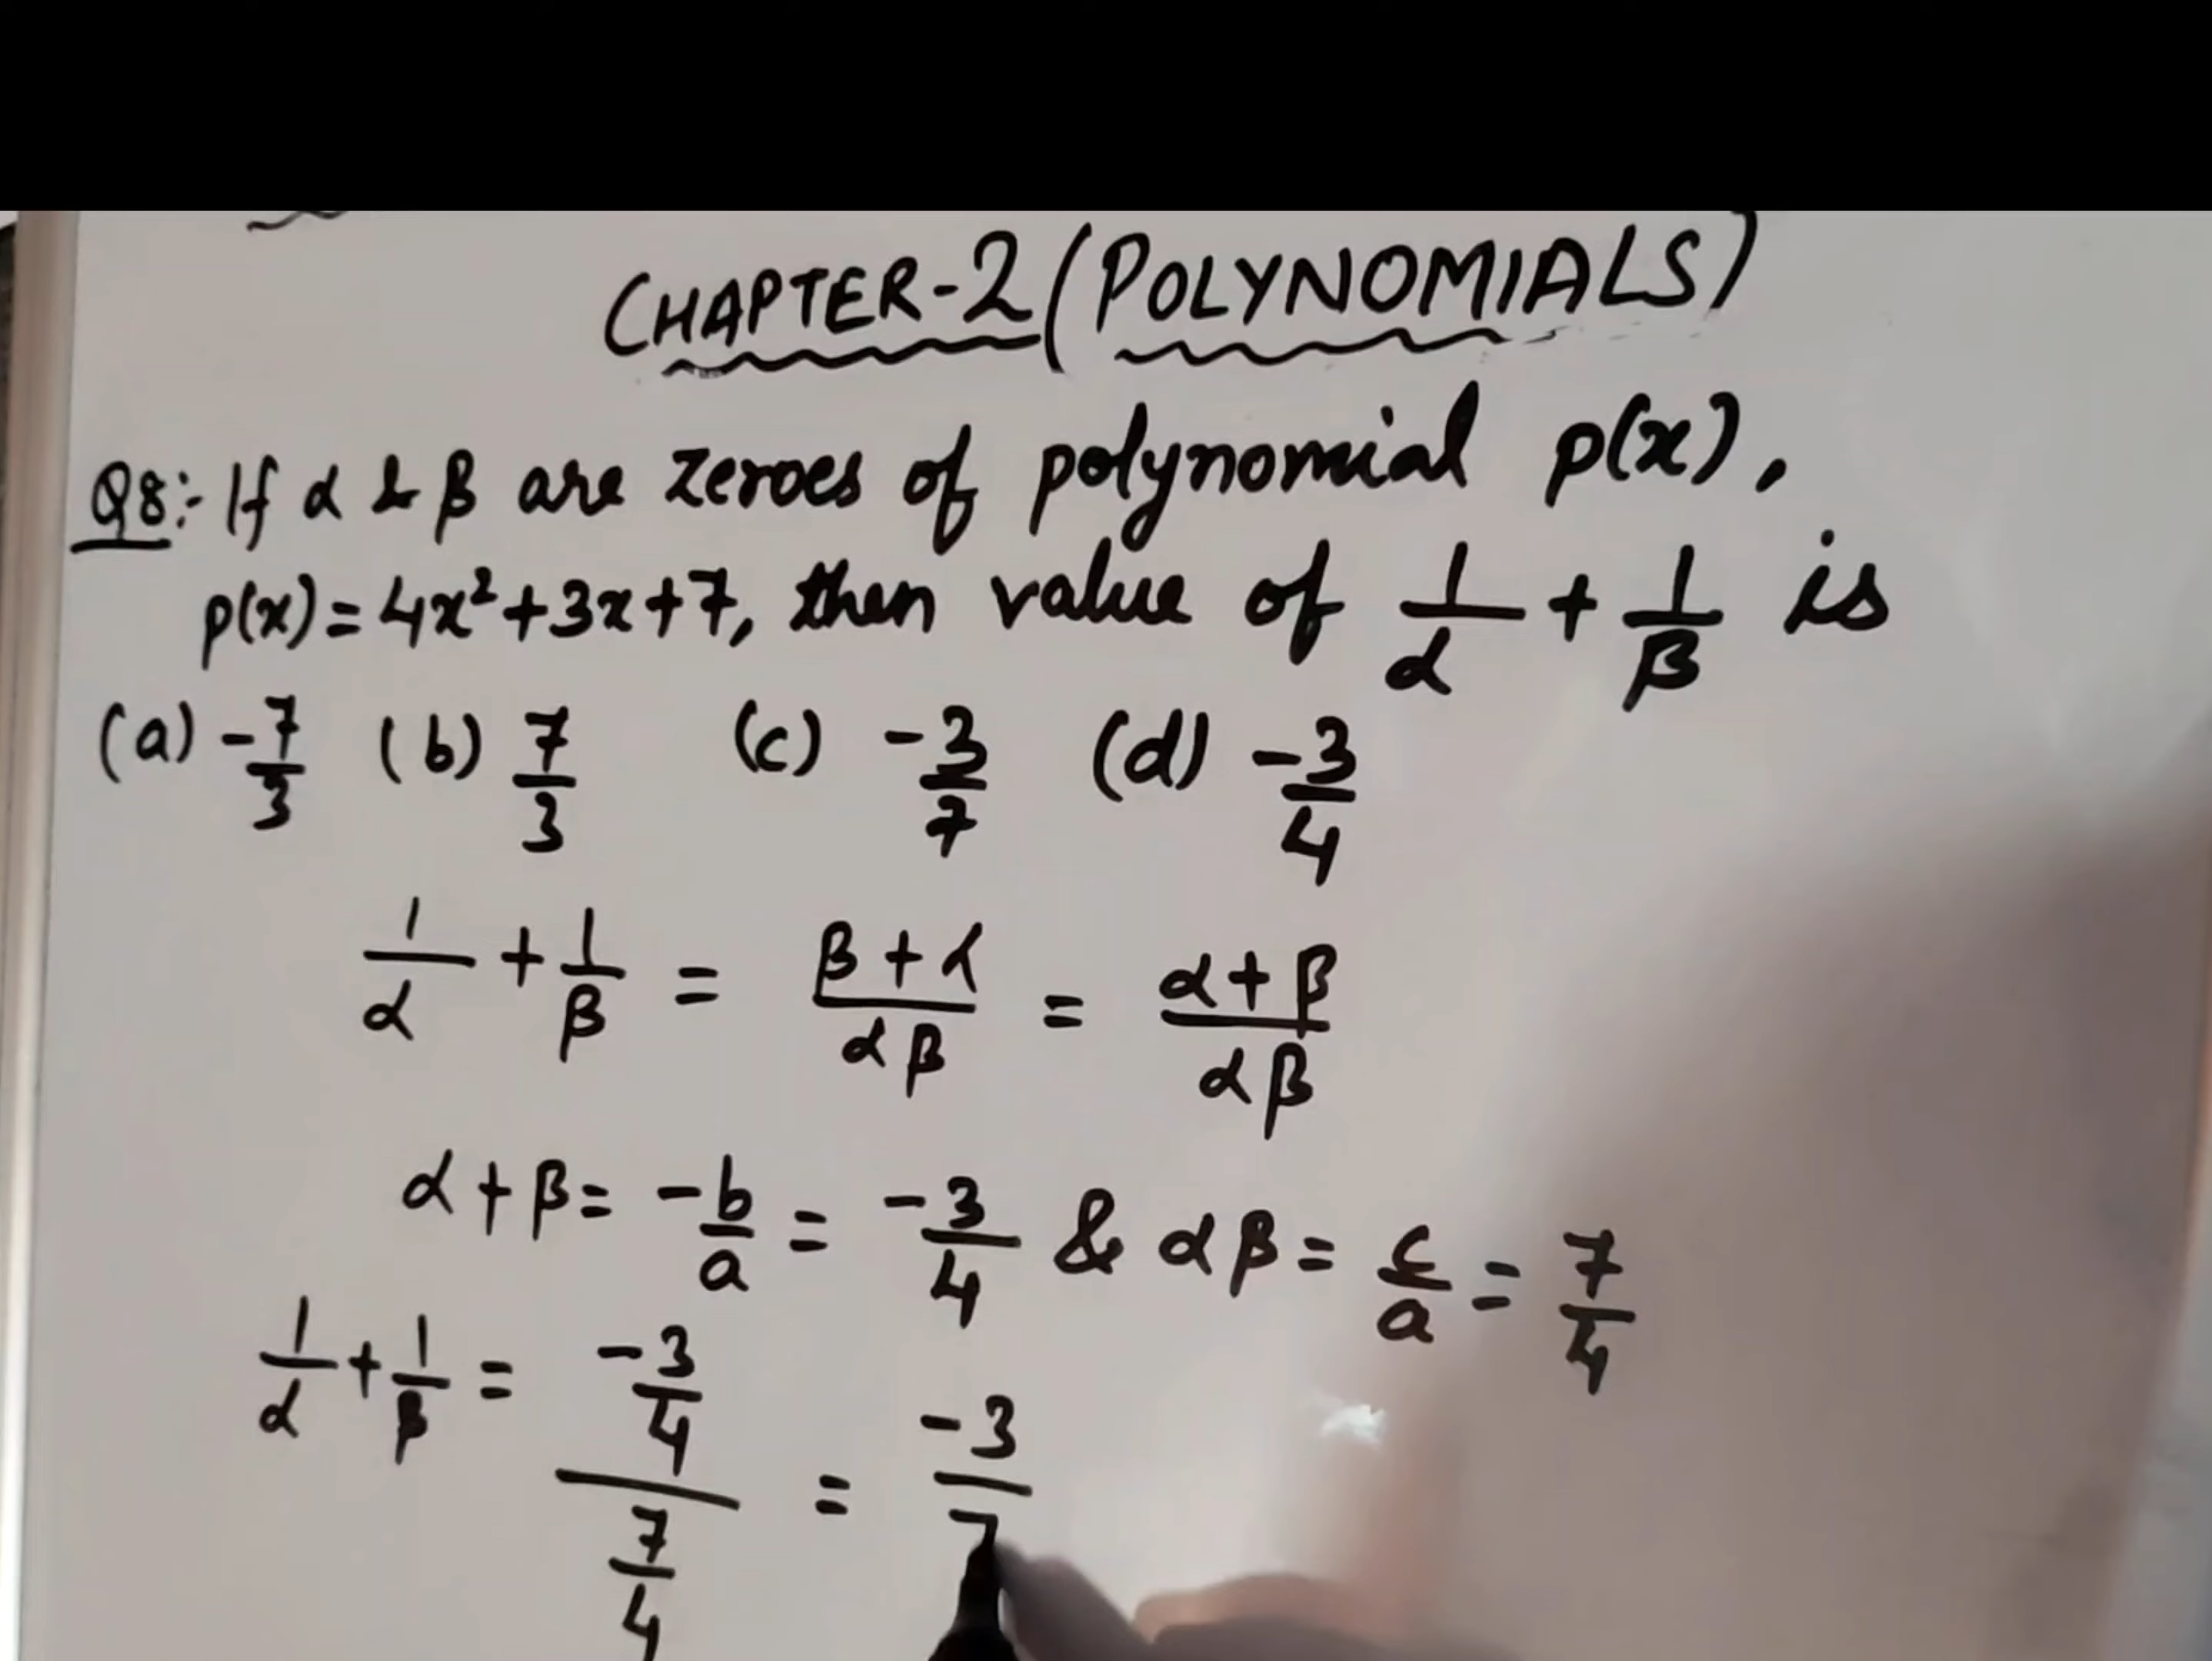 CHAPTER-2 (POLYNOMIALS)
Q8:- If α & β are zeroes of polynomial p(x),
p(x) = 4x² + 3x + 7, then value of 1/α + 1/β is
(a) -7/3 (b) 7/3 (c) -3/7 (d) -3/4
1/α + 1/β = (β + α)/(αβ) = (α + β)/(αβ)
α + β = -b/a = -3/4 & αβ = c/a = 7/4
1/α + 1/β = (-3/4)/(7/4) = -3/7